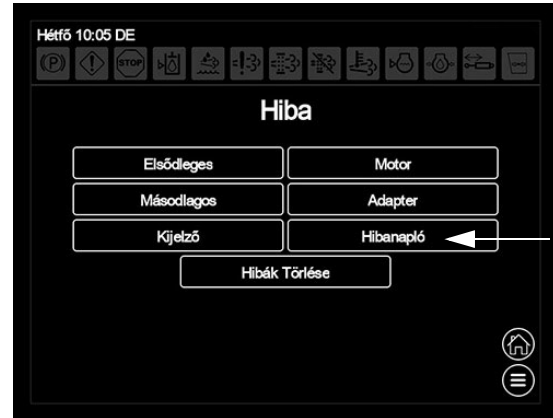 Hétfő 10:05 DE
(P) STOP
Hiba
Elsődleges Motor
Másodlagos Adapter
Kijelző Hibanapló
Hibák Törlése